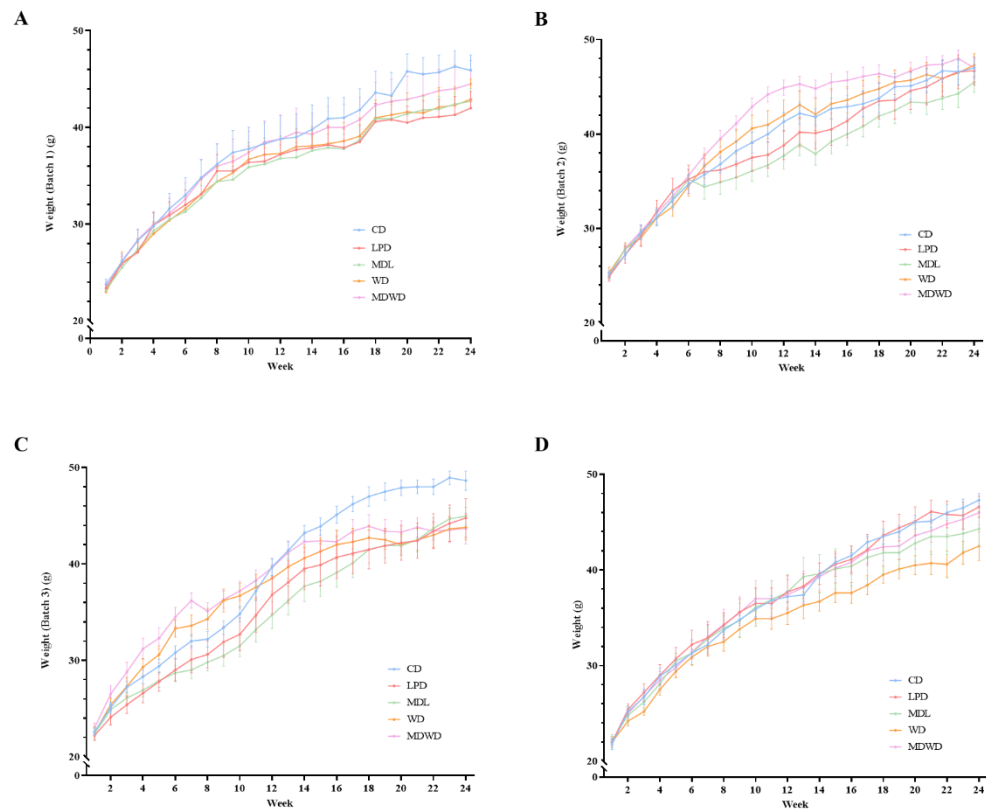 A
Weight (Batch 1) (g)
50
40
30
20
0
CD
LPD
MDL
WD
MDWD
0 2 4 6 8 10 12 14 16 18 20 22 24
Week
B
Weight (Batch 2) (g)
50
40
30
20
0
CD
LPD
MDL
WD
MDWD
2 4 6 8 10 12 14 16 18 20 22 24
Week
C
Weight (Batch 3) (g)
50
40
30
20
0
CD
LPD
MDL
WD
MDWD
2 4 6 8 10 12 14 16 18 20 22 24
Week
D
Weight (g)
50
40
30
20
0
CD
LPD
MDL
WD
MDWD
2 4 6 8 10 12 14 16 18 20 22 24
Week